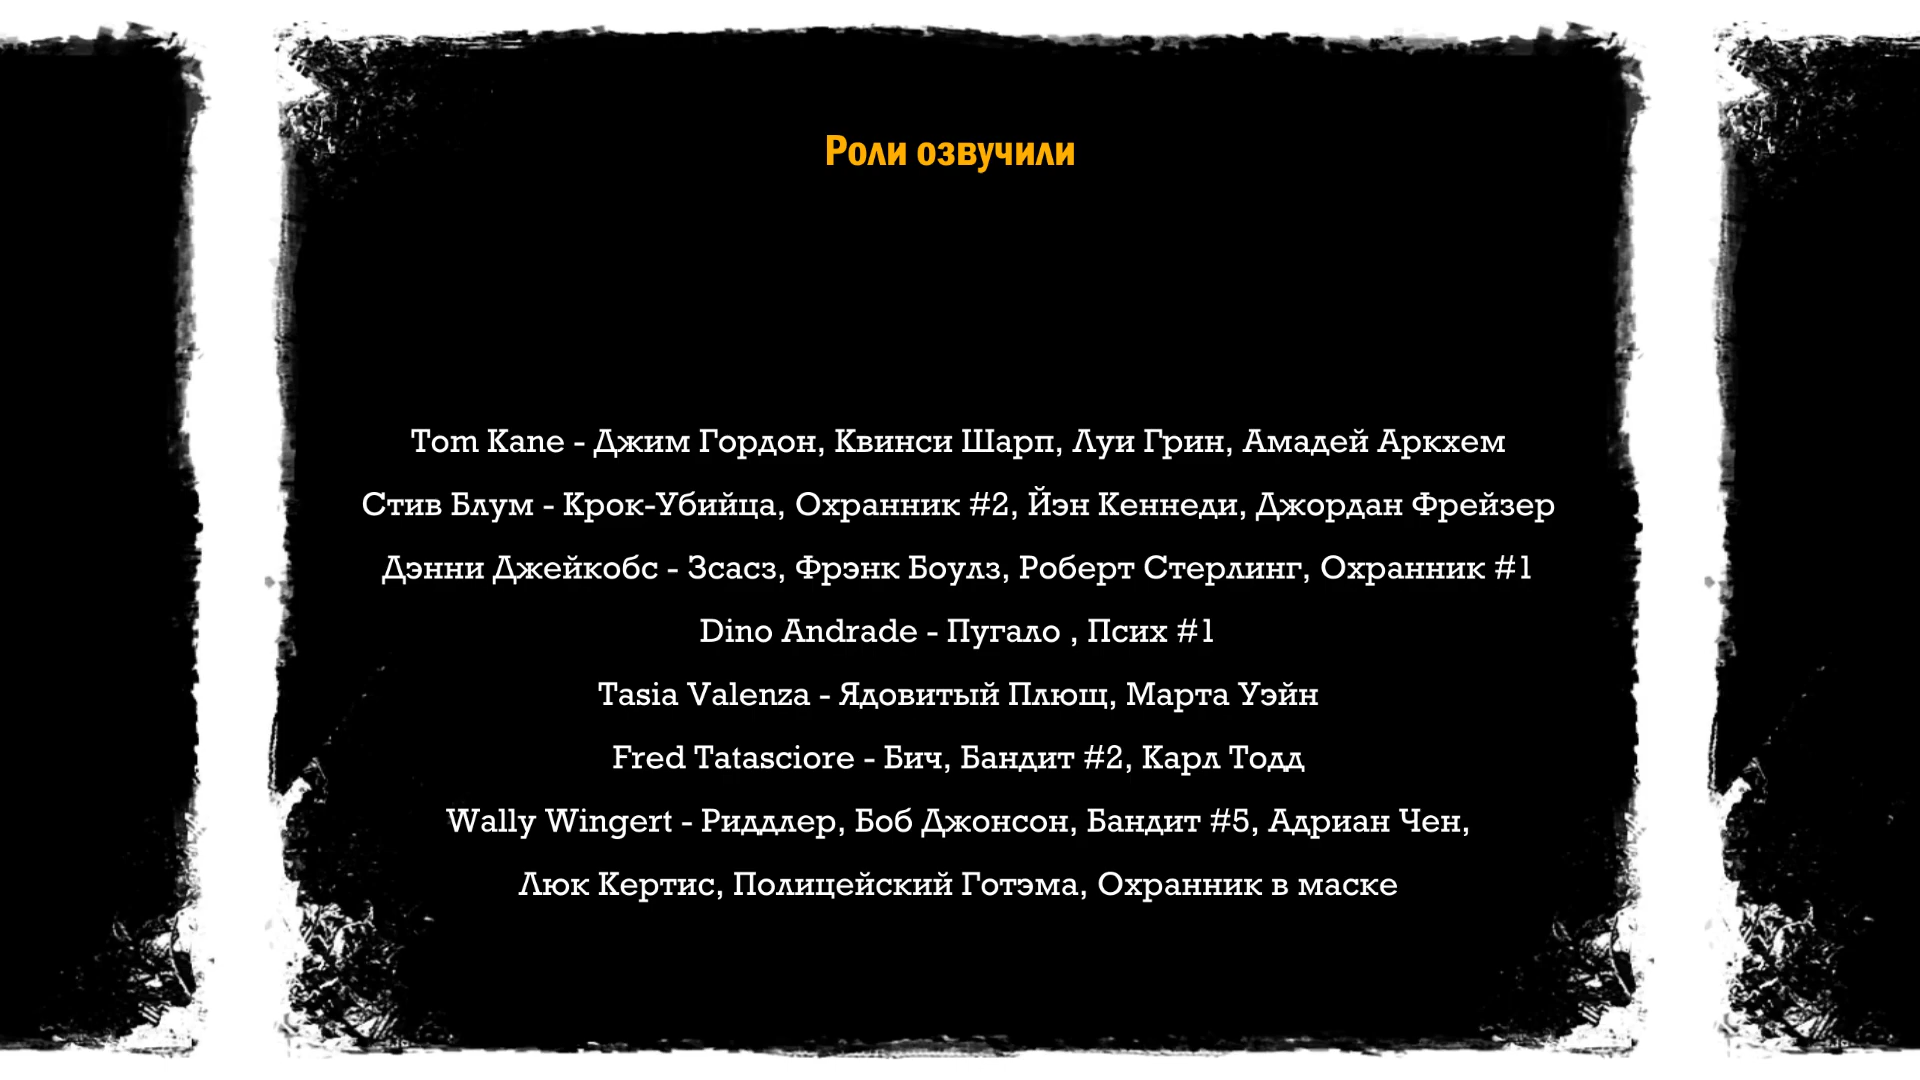 Роли озвучили
Tom Kane - Джим Гордон, Квинси Шарп, Луи Грин, Амадей Аркхем
Стив Блум - Крок-Убийца, Охранник #2, Йэн Кеннеди, Джордан Фрейзер
Дэнни Джейкобс - Зсасз, Фрэнк Боулз, Роберт Стерлинг, Охранник #1
Dino Andrade - Пугало , Псих #1
Tasia Valenza - Ядовитый Плющ, Марта Уэйн
Fred Tatasciore - Бич, Бандит #2, Карл Тодд
Wally Wingert - Риддлер, Боб Джонсон, Бандит #5, Адриан Чен,
Люк Кертис, Полицейский Готэма, Охранник в маске